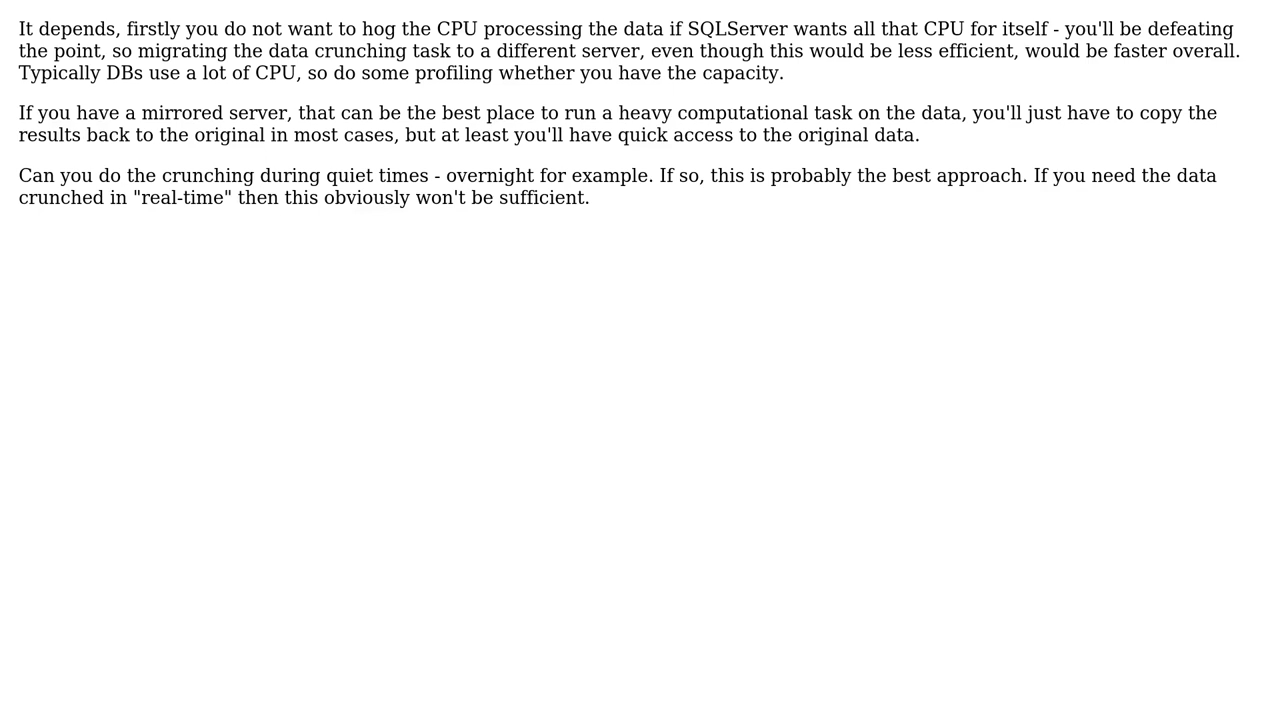 It depends, firstly you do not want to hog the CPU processing the data if SQLServer wants all that CPU for itself - you'll be defeating
the point, so migrating the data crunching task to a different server, even though this would be less efficient, would be faster overall.
Typically DBs use a lot of CPU, so do some profiling whether you have the capacity.
If you have a mirrored server, that can be the best place to run a heavy computational task on the data, you'll just have to copy the
results back to the original in most cases, but at least you'll have quick access to the original data.
Can you do the crunching during quiet times - overnight for example. If so, this is probably the best approach. If you need the data
crunched in "real-time" then this obviously won't be sufficient.